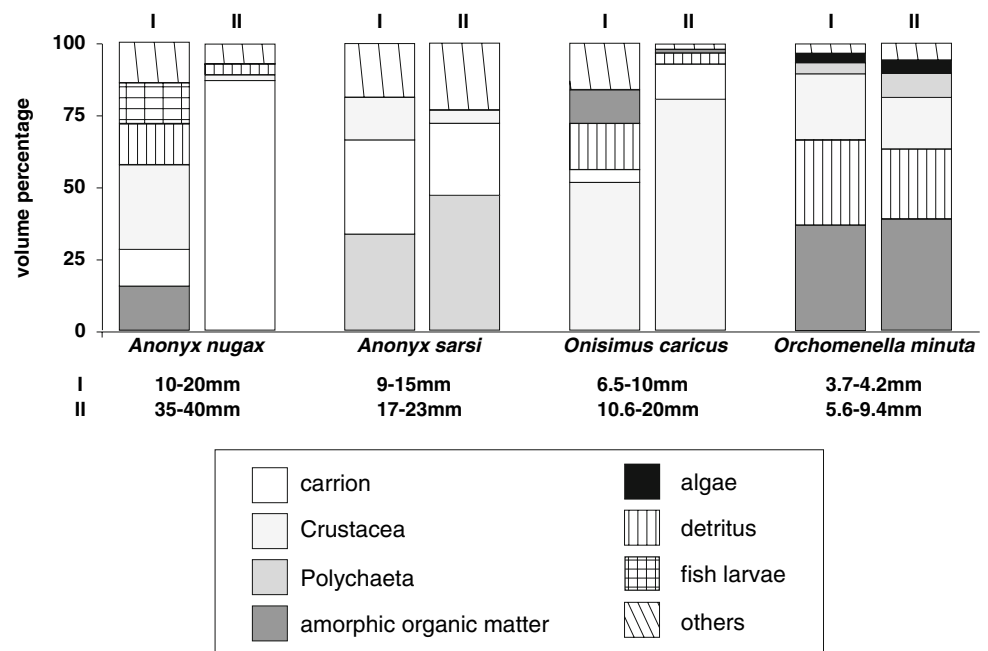 I II I II I II I II
100
75
50
25
0
volume percentage
Anonyx nugax Anonyx sarsi Onisimus caricus Orchomenella minuta
I 10-20mm 9-15mm 6.5-10mm 3.7-4.2mm
II 35-40mm 17-23mm 10.6-20mm 5.6-9.4mm
carrion algae
Crustacea detritus
Polychaeta fish larvae
amorphic organic matter others